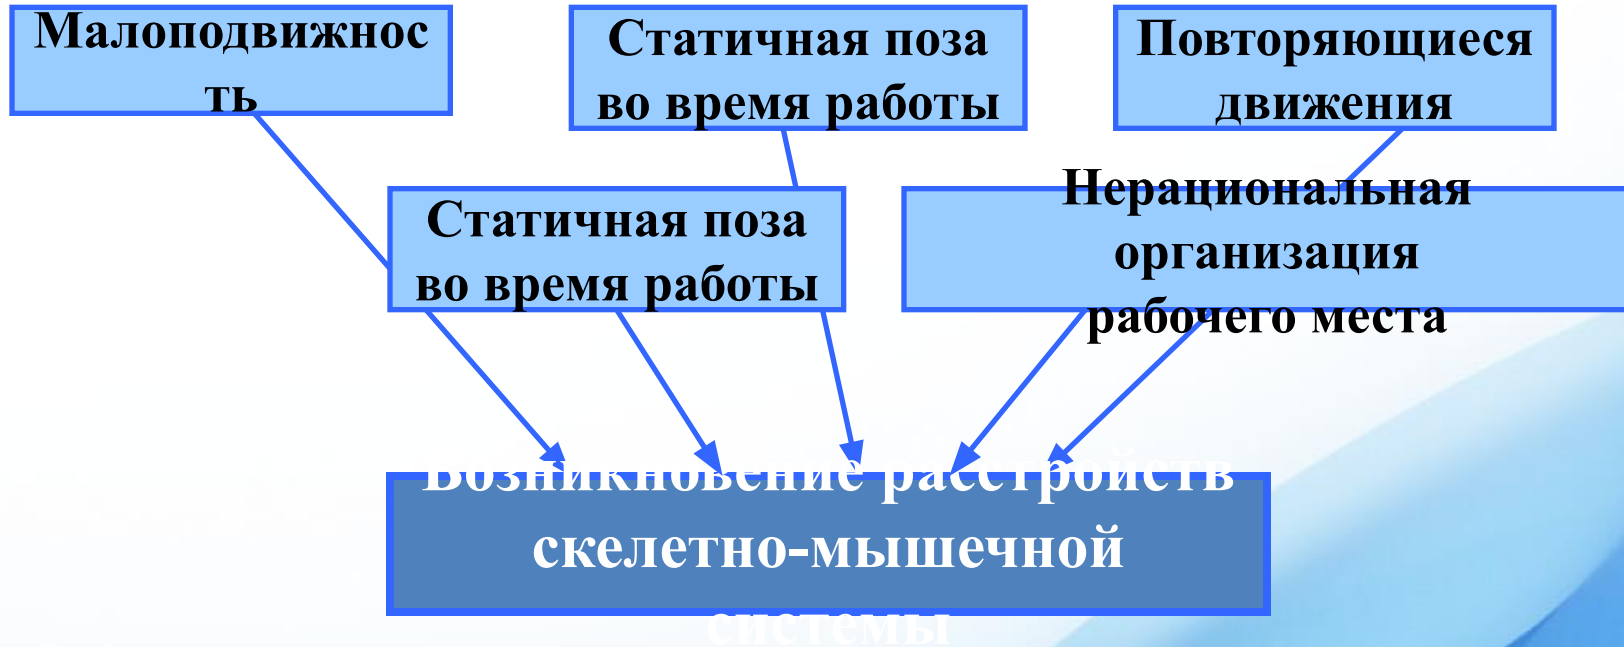 Малоподвижнос
ть
Статичная поза
во время работы
Повторяющиеся
движения
Статичная поза
во время работы
Нерациональная
организация
рабочего места
Возникновение расстройств
скелетно-мышечной
системы